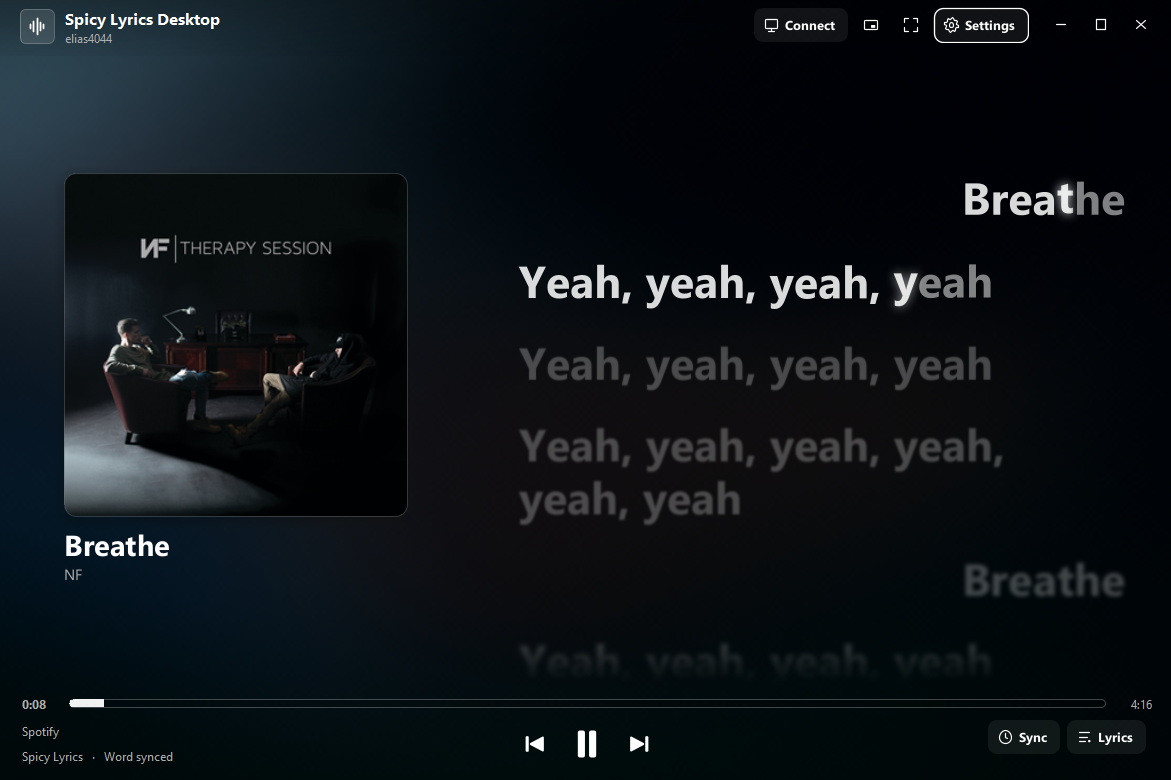 Spicy Lyrics Desktop
elias4044
Connect
Settings
NF | THERAPY SESSION
Breathe
NF
Breathe
Yeah, yeah, yeah, yeah
Yeah, yeah, yeah, yeah
Yeah, yeah, yeah, yeah,
yeah, yeah
Breathe
Yeah, yeah, yeah, yeah
0:08
4:16
Spotify
Spicy Lyrics · Word synced
Sync
Lyrics